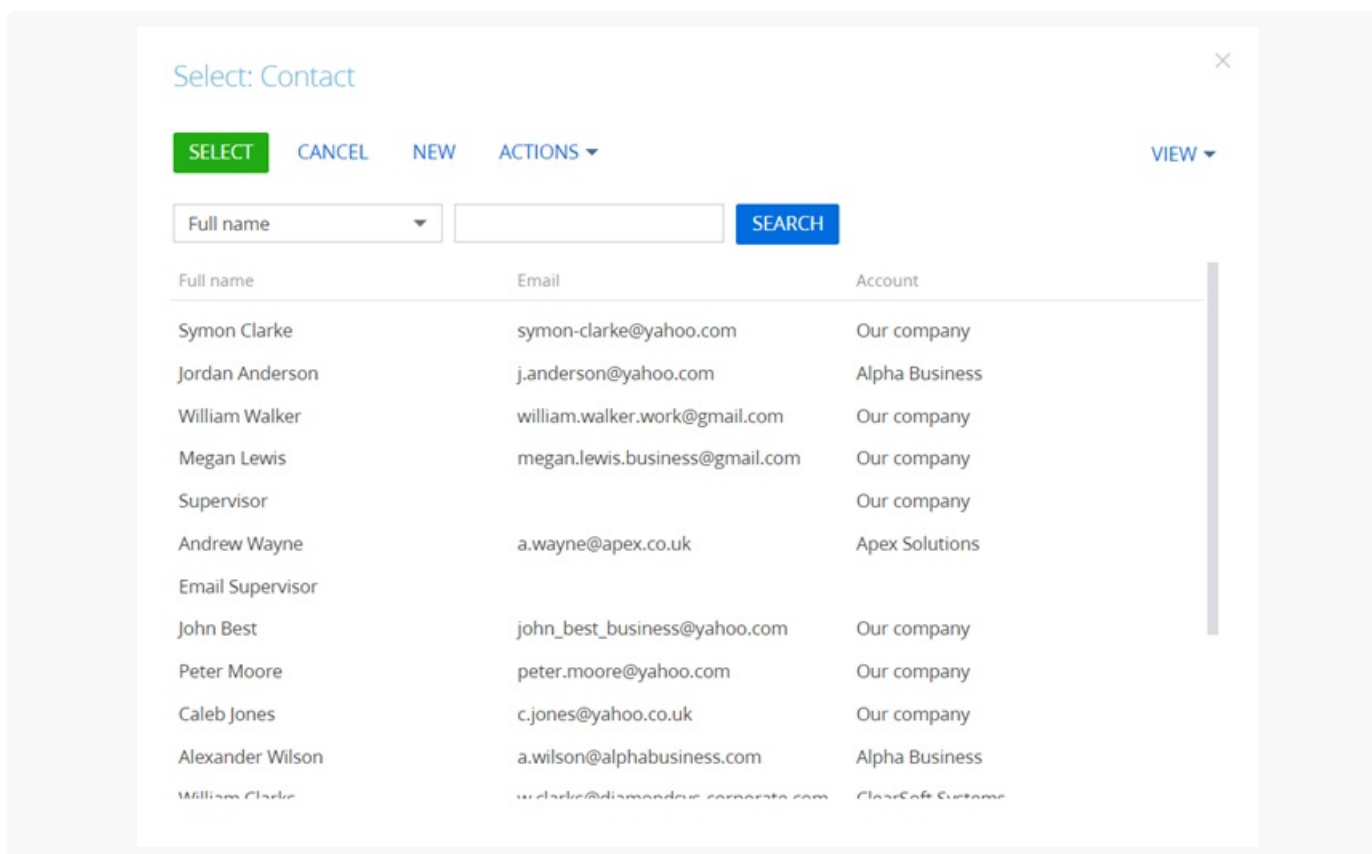 Select: Contact
SELECT CANCEL NEW ACTIONS VIEW
Full name SEARCH
Full name Email Account
Symon Clarke symon-clarke@yahoo.com Our company
Jordan Anderson j.anderson@yahoo.com Alpha Business
William Walker william.walker.work@gmail.com Our company
Megan Lewis megan.lewis.business@gmail.com Our company
Supervisor Our company
Andrew Wayne a.wayne@apex.co.uk Apex Solutions
Email Supervisor
John Best john_best_business@yahoo.com Our company
Peter Moore peter.moore@yahoo.com Our company
Caleb Jones c.jones@yahoo.co.uk Our company
Alexander Wilson a.wilson@alphabusiness.com Alpha Business
William Clarke ClearSoft Systems